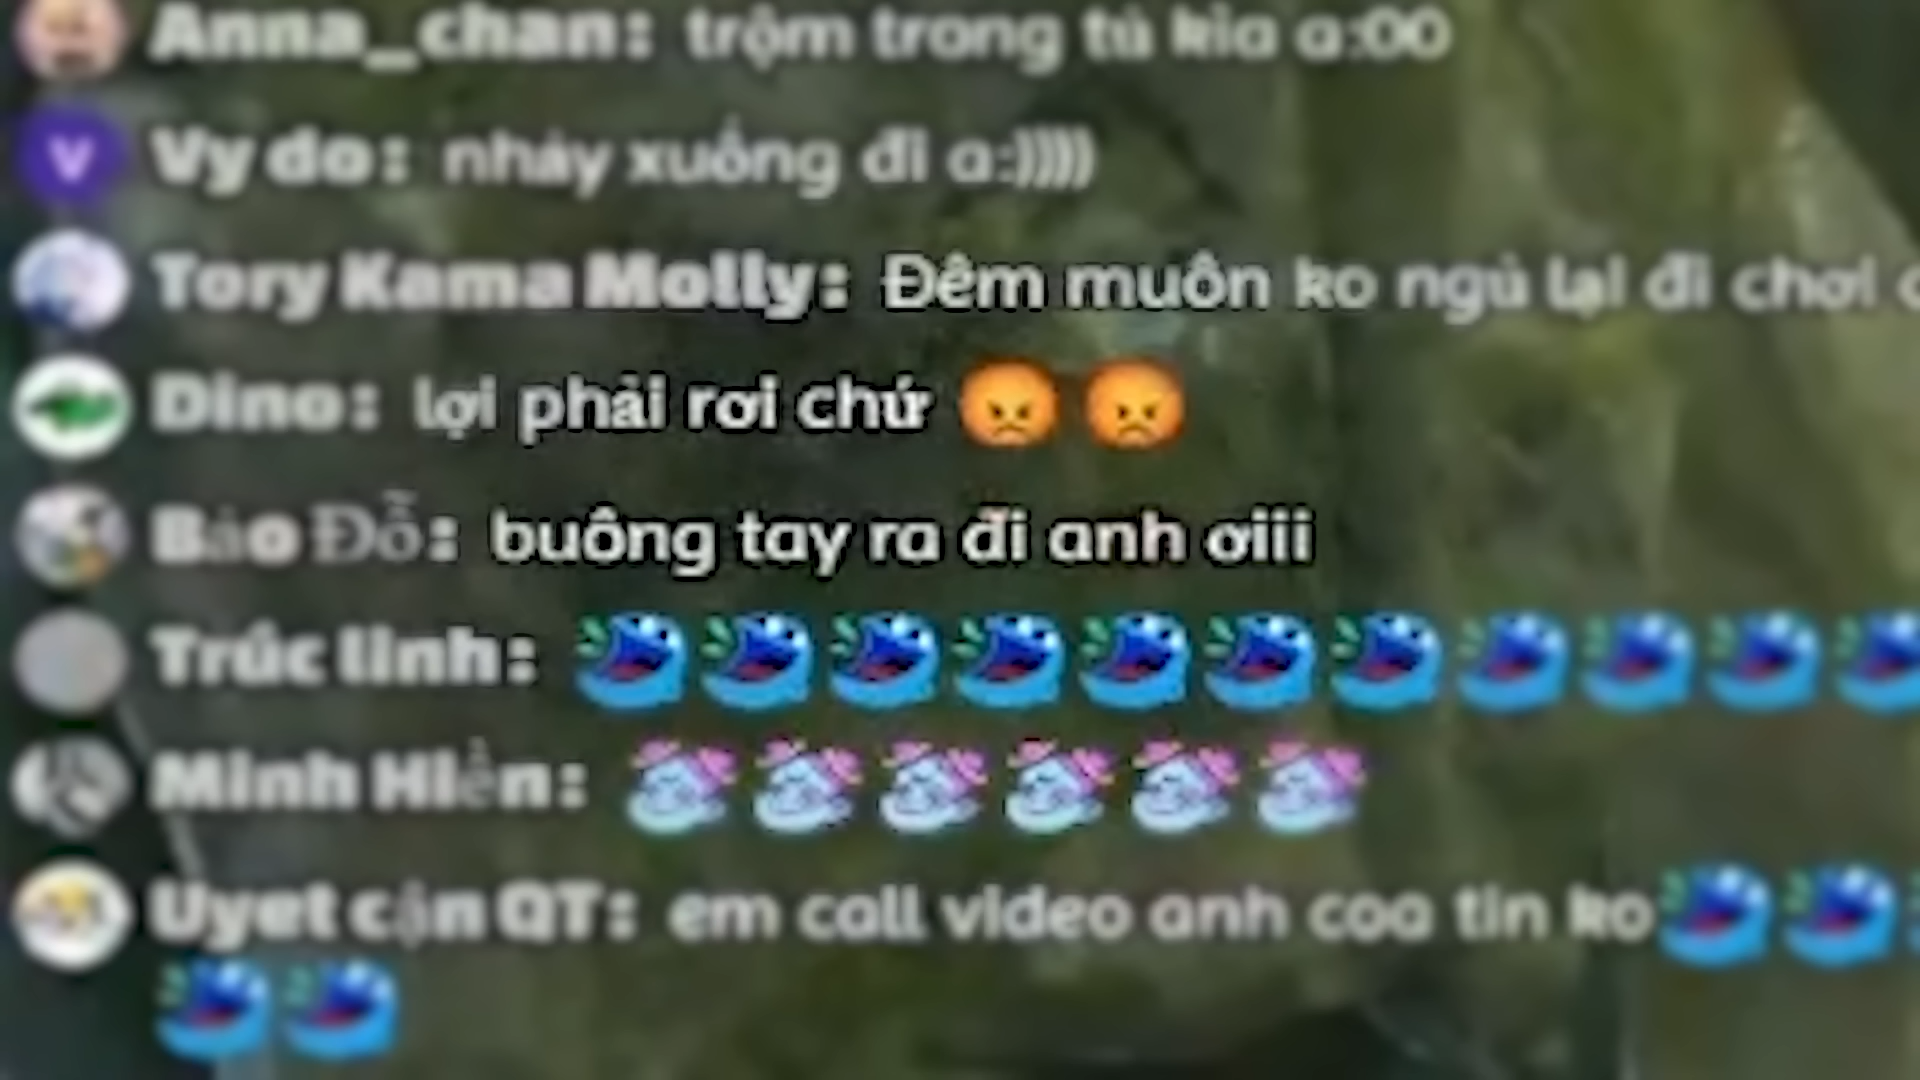 Anna_chan: trộm trong tủ kìa a:00
V Vy do: nhảy xuống đi a:))))
Tory Kama Molly: Đêm muôn ko ngủ lại đi chơi
Dino: lợi phải rơi chứ 😡😡
Bảo Đỗ: buông tay ra đi anh ơiii
Trúc linh:
Minh Hiền:
Uyet cận QT: em call video anh coa tin ko